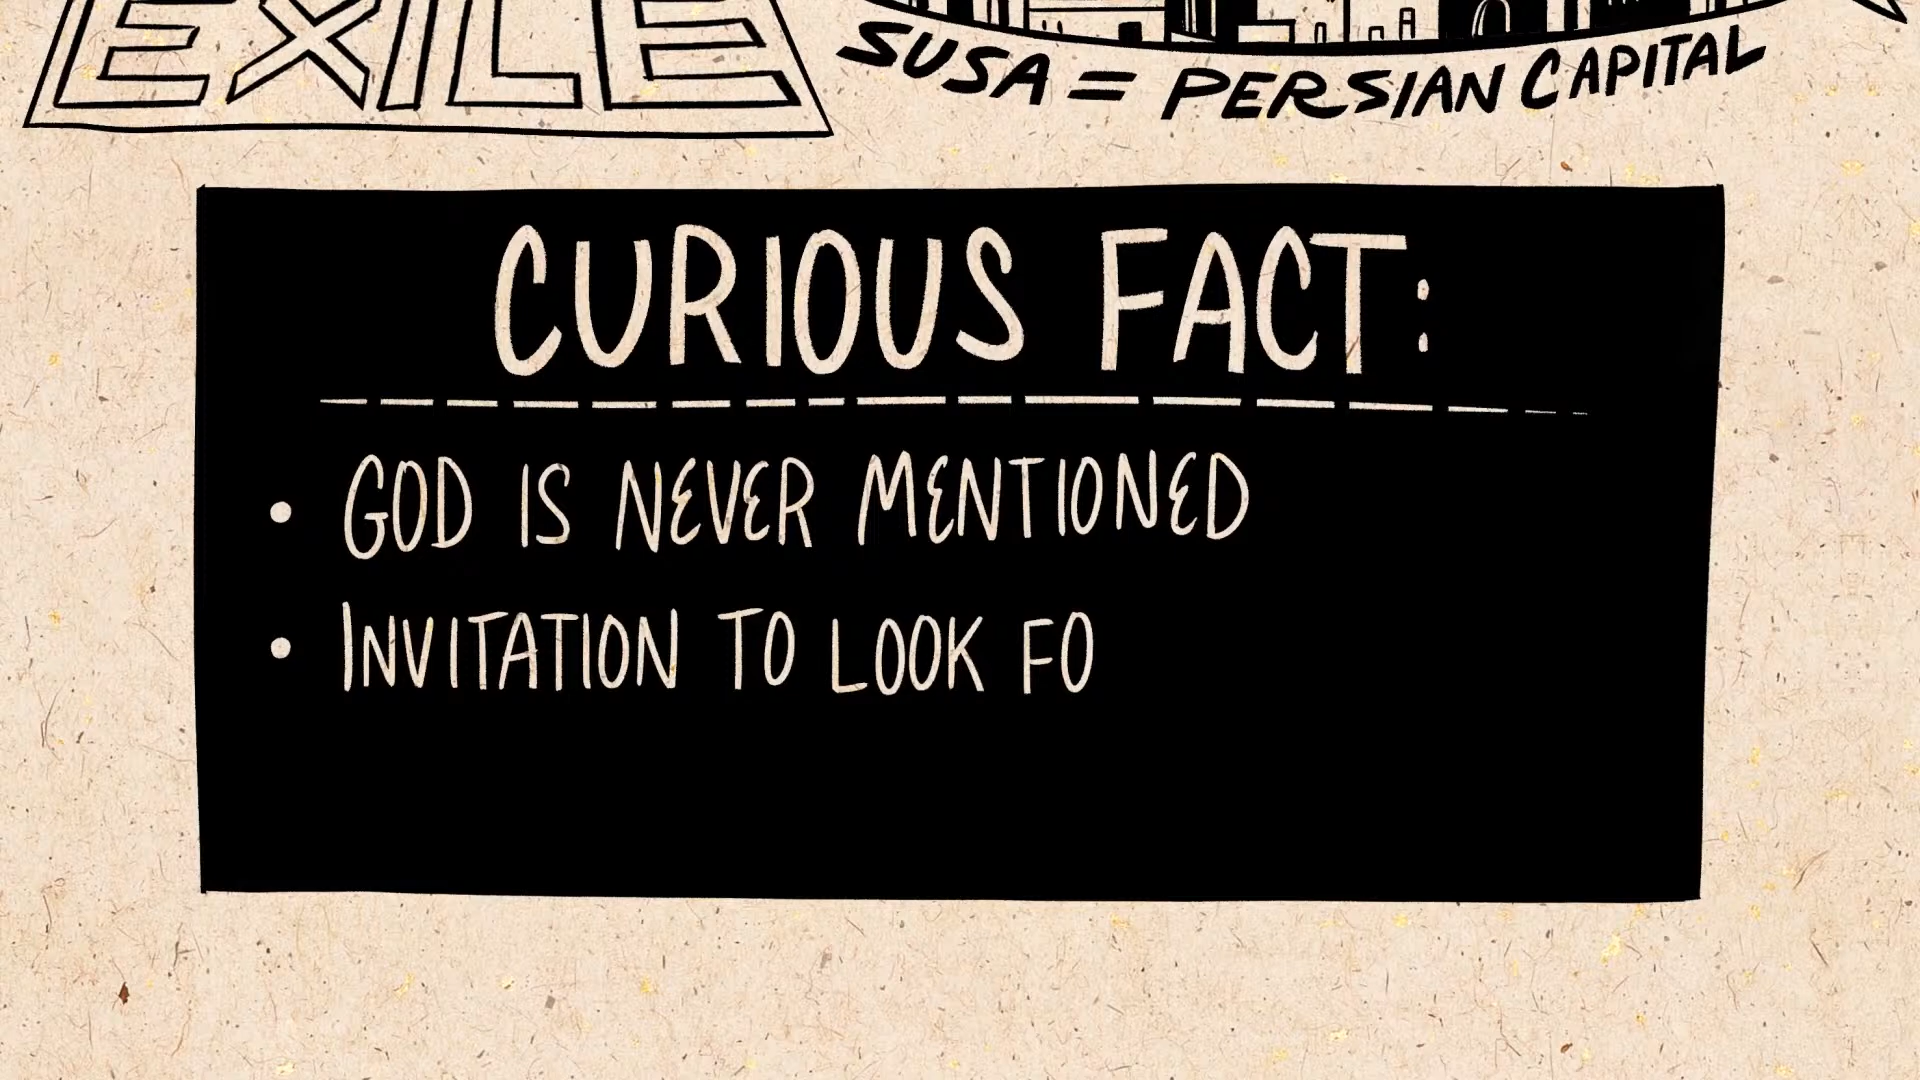 EXILE
SUSA = PERSIAN CAPITAL
CURIOUS FACT:
• GOD IS NEVER MENTIONED
• INVITATION TO LOOK FO